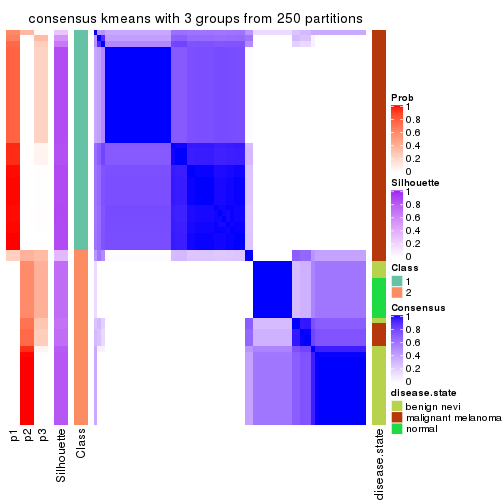 consensus kmeans with 3 groups from 250 partitions
Prob
1
0.8
0.6
0.4
0.2
0
Silhouette
1
0.8
0.6
0.4
0.2
0
Class
1
2
Consensus
1
0.8
0.6
0.4
0.2
0
disease.state
benign nevi
malignant melanoma
normal
p1
p2
p3
Silhouette
Class
disease.state